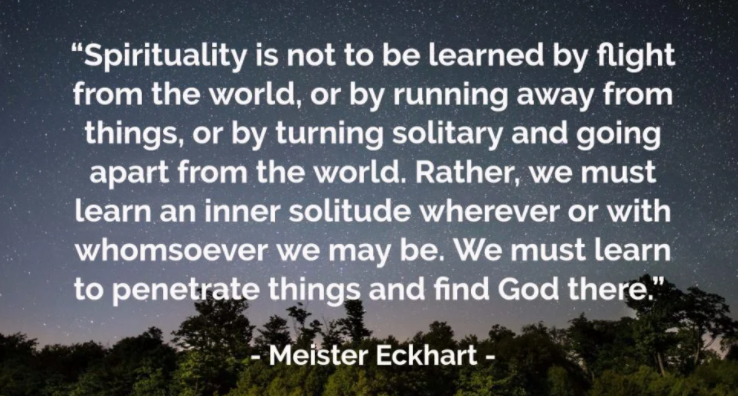 “Spirituality is not to be learned by flight
from the world, or by running away from
things, or by turning solitary and going
apart from the world. Rather, we must
learn an inner solitude wherever or with
whomsoever we may be. We must learn
to penetrate things and find God there.”
- Meister Eckhart -